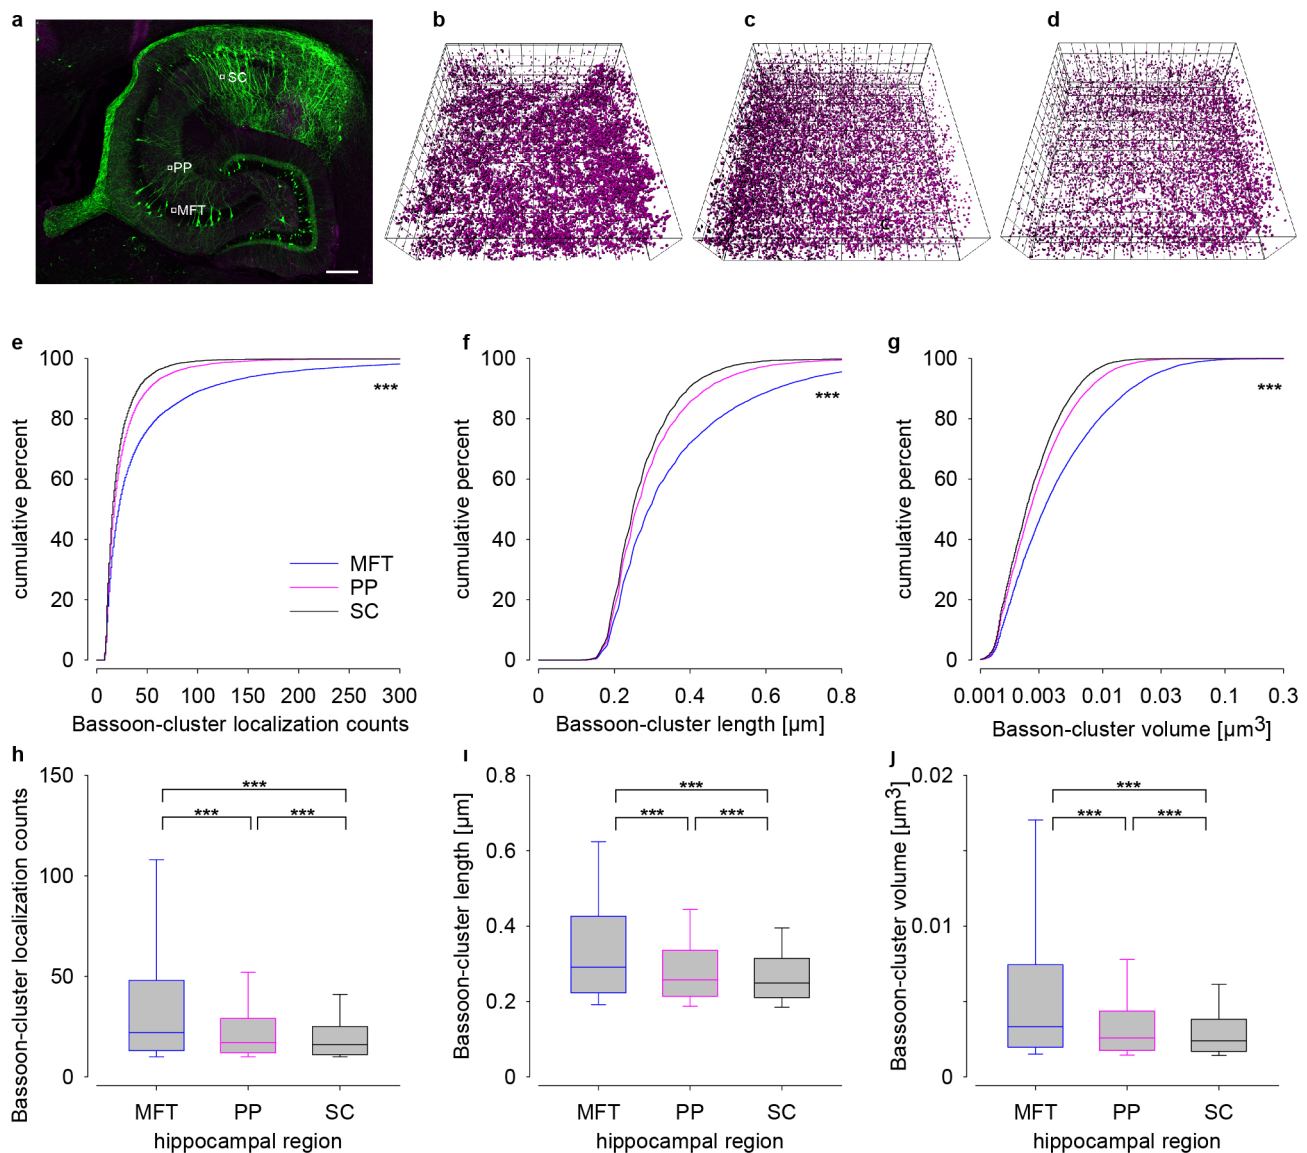 a
b
c
d
SC
PP
MFT
e
f
g
100
80
60
40
20
0
cumulative percent
0 50 100 150 200 250 300
Bassoon-cluster localization counts
MFT
PP
SC
***
100
80
60
40
20
0
cumulative percent
0 0.2 0.4 0.6 0.8
Bassoon-cluster length [µm]
***
100
80
60
40
20
0
cumulative percent
0.001 0.003 0.01 0.03 0.1 0.3
Basson-cluster volume [µm3]
***
h
ı
j
150
100
50
0
Bassoon-cluster localization counts
***
*** ***
MFT PP SC
hippocampal region
0.8
0.6
0.4
0.2
0
Bassoon-cluster length [µm]
***
*** ***
MFT PP SC
hippocampal region
0.02
0.01
0
Bassoon-cluster volume [µm3]
***
*** ***
MFT PP SC
hippocampal region